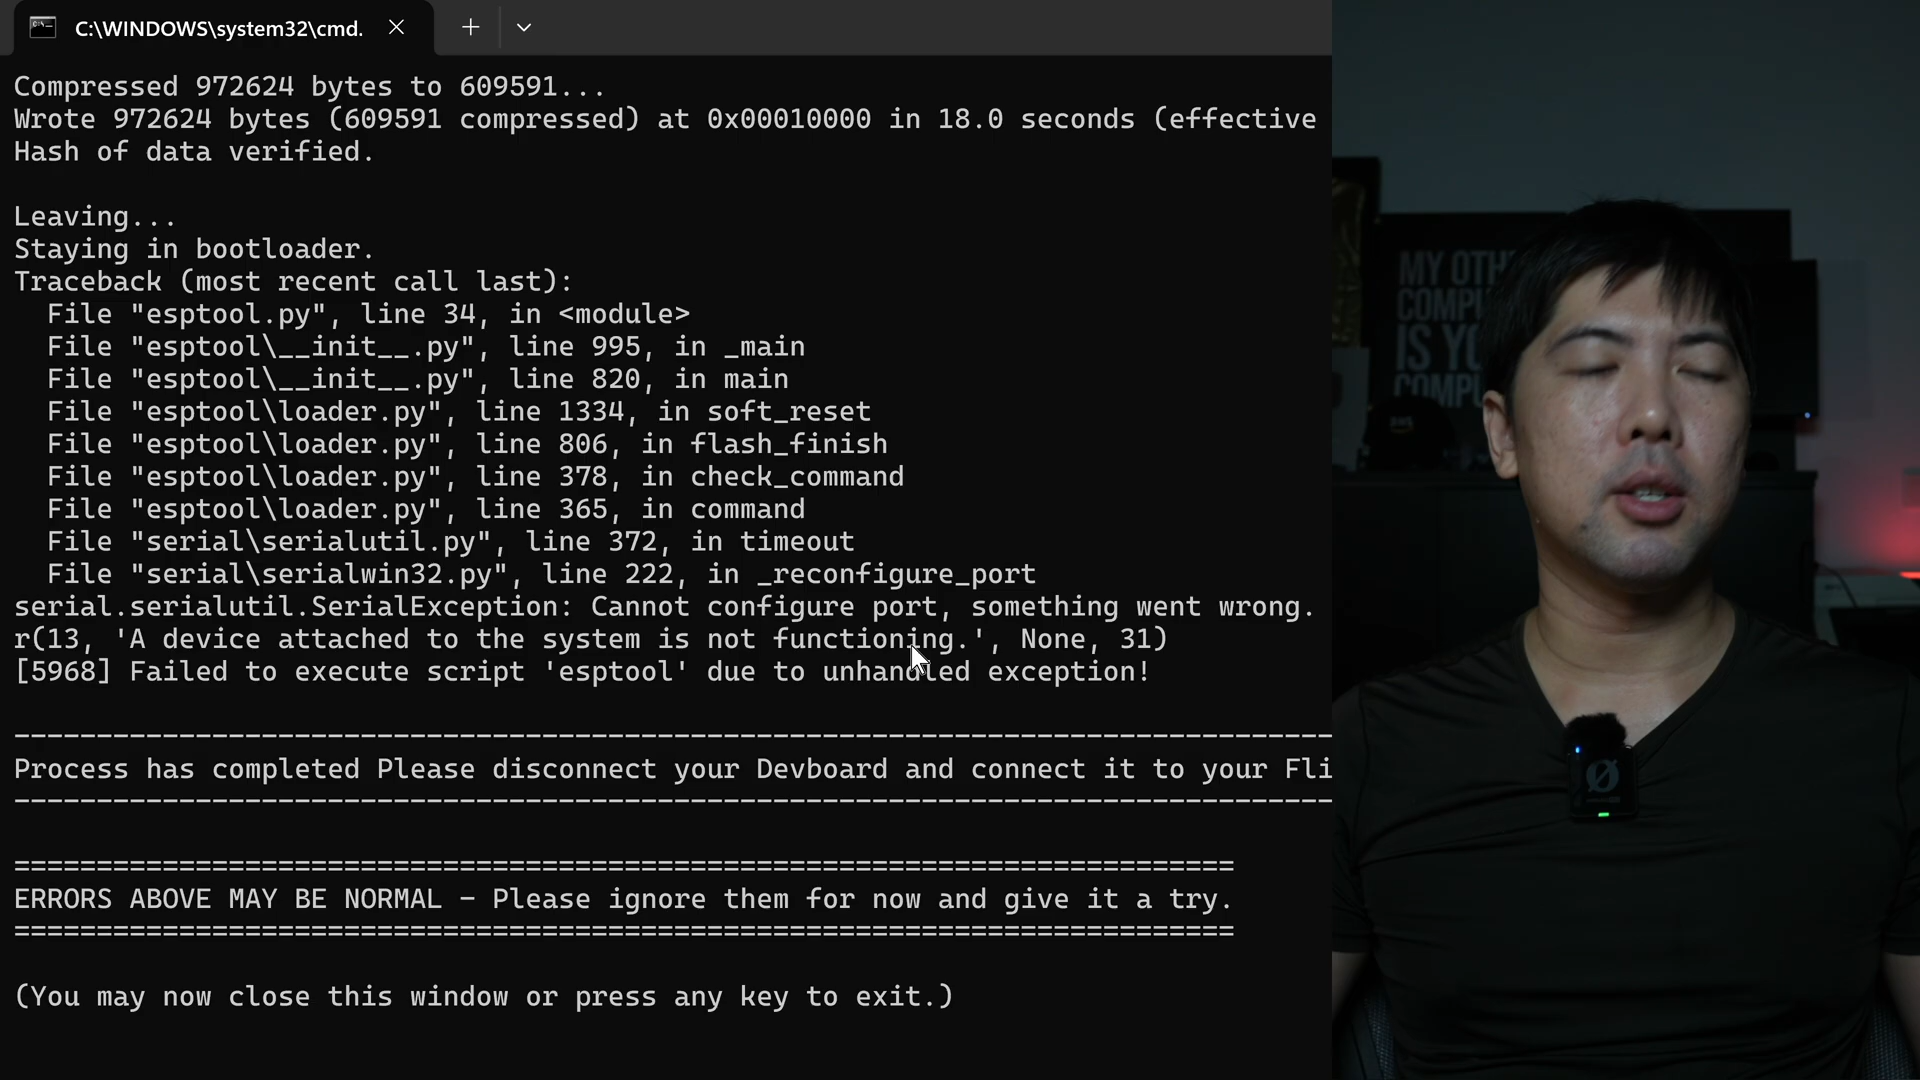 C:\WINDOWS\system32\cmd.
Compressed 972624 bytes to 609591...
Wrote 972624 bytes (609591 compressed) at 0x00010000 in 18.0 seconds (effective
Hash of data verified.
Leaving...
Staying in bootloader.
Traceback (most recent call last):
File "esptool.py", line 34, in <module>
File "esptool\__init__.py", line 995, in _main
File "esptool\__init__.py", line 820, in main
File "esptool\loader.py", line 1334, in soft_reset
File "esptool\loader.py", line 806, in flash_finish
File "esptool\loader.py", line 378, in check_command
File "esptool\loader.py", line 365, in command
File "serial\serialutil.py", line 372, in timeout
File "serial\serialwin32.py", line 222, in _reconfigure_port
serial.serialutil.SerialException: Cannot configure port, something went wrong.
r(13, 'A device attached to the system is not functioning.', None, 31)
[5968] Failed to execute script 'esptool' due to unhandled exception!
--------------------------------------------------------------------------------
Process has completed Please disconnect your Devboard and connect it to your Fli
--------------------------------------------------------------------------------
==========================================================================
ERRORS ABOVE MAY BE NORMAL - Please ignore them for now and give it a try.
==========================================================================
(You may now close this window or press any key to exit.)
MY OTH
COMPU
IS YO
COMPU